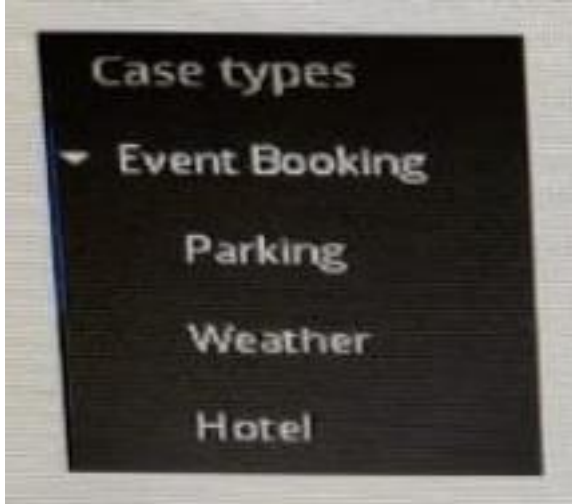 Case types
Event Booking
Parking
Weather
Hotel